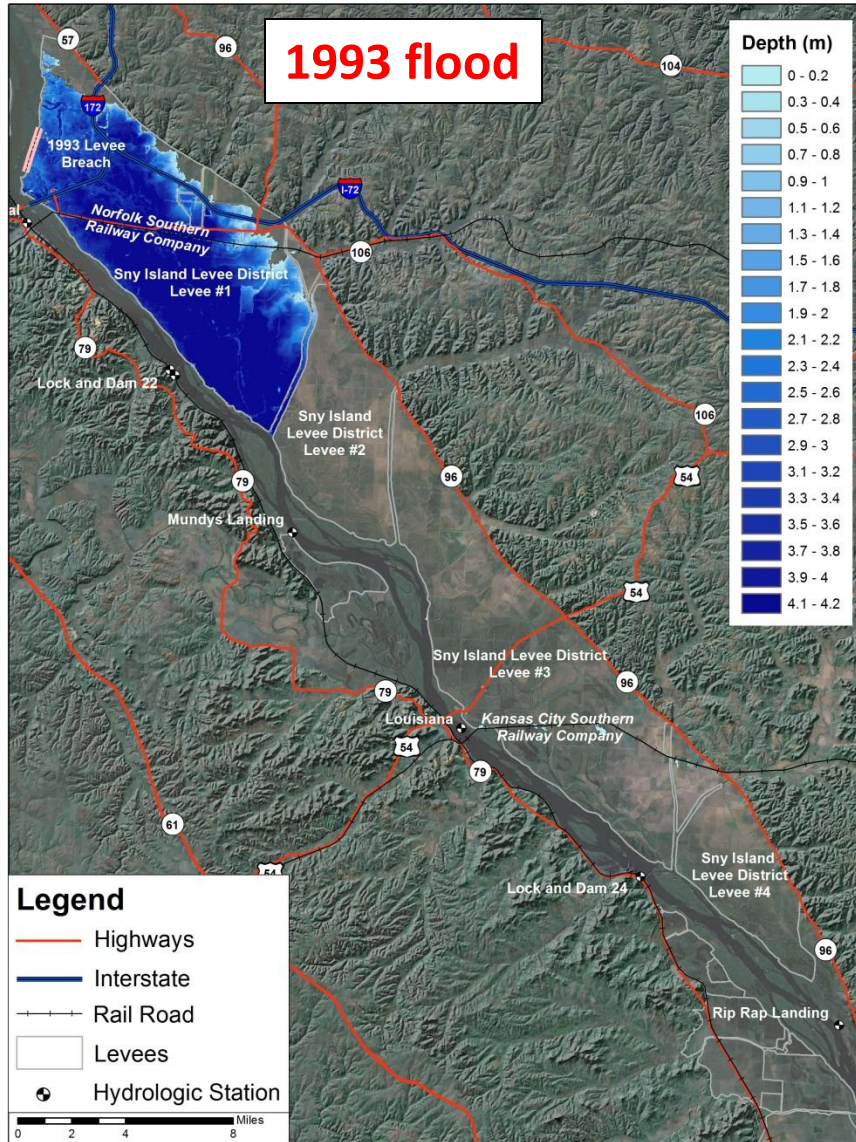 1993 flood
57
96
104
172
1993 Levee
Breach
I-72
al
Norfolk Southern
Railway Company
106
Sny Island Levee District
Levee #1
79
Lock and Dam 22
Sny Island
Levee District
Levee #2
106
96
54
79
Mundys Landing
54
Sny Island Levee District
Levee #3
96
79
Louisiana
Kansas City Southern
Railway Company
54
79
61
54
Sny Island
Levee District
Levee #4
Lock and Dam 24
96
Rip Rap Landing
Depth (m)
0 - 0.2
0.3 - 0.4
0.5 - 0.6
0.7 - 0.8
0.9 - 1
1.1 - 1.2
1.3 - 1.4
1.5 - 1.6
1.7 - 1.8
1.9 - 2
2.1 - 2.2
2.3 - 2.4
2.5 - 2.6
2.7 - 2.8
2.9 - 3
3.1 - 3.2
3.3 - 3.4
3.5 - 3.6
3.7 - 3.8
3.9 - 4
4.1 - 4.2
Legend
Highways
Interstate
Rail Road
Levees
Hydrologic Station
Miles
0 2 4 8